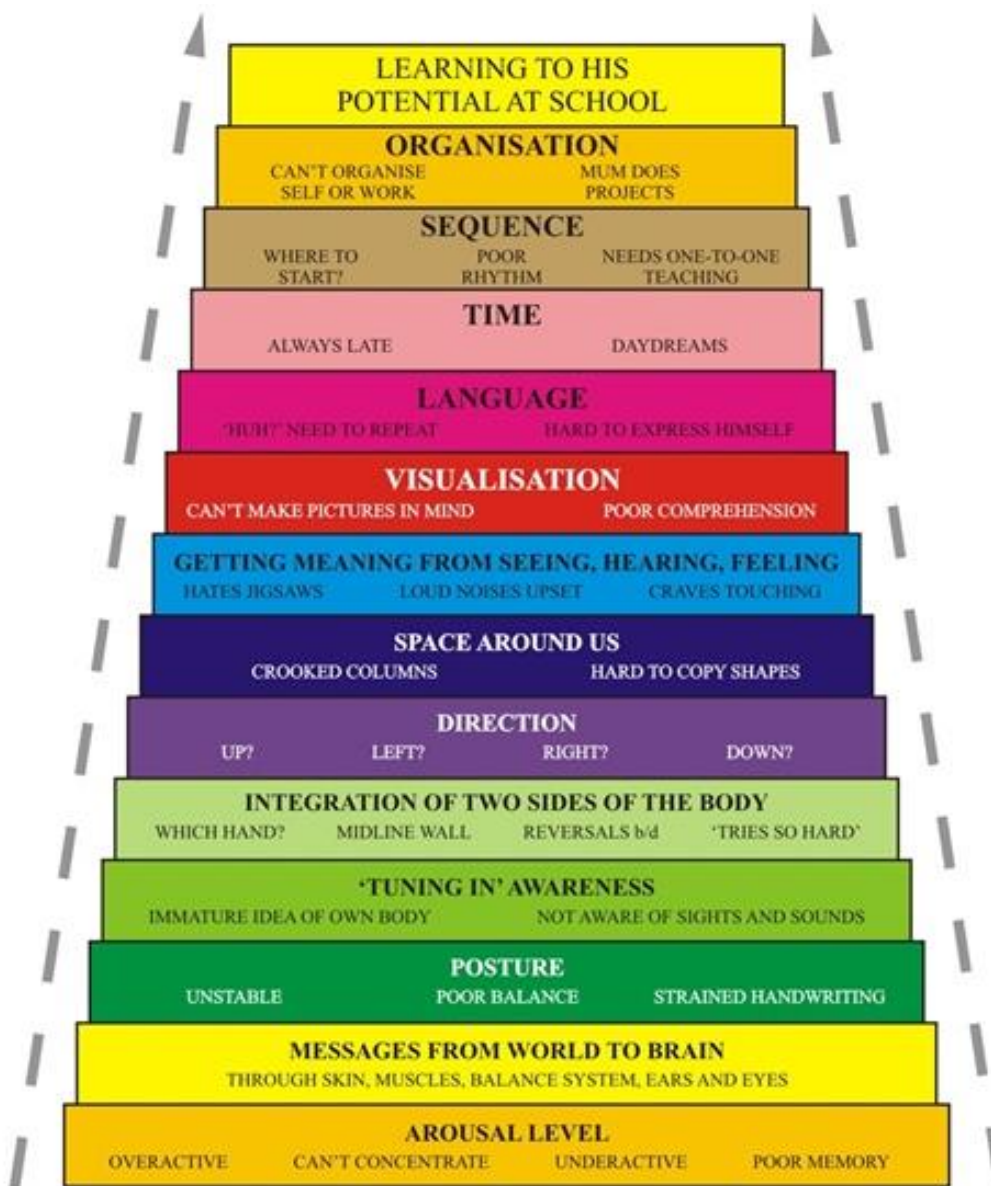 LEARNING TO HIS
POTENTIAL AT SCHOOL
ORGANISATION
CAN'T ORGANISE SELF OR WORK
MUM DOES PROJECTS
SEQUENCE
WHERE TO START?
POOR RHYTHM
NEEDS ONE-TO-ONE TEACHING
TIME
ALWAYS LATE DAYDREAMS
LANGUAGE
'HUH?' NEED TO REPEAT HARD TO EXPRESS HIMSELF
VISUALISATION
CAN'T MAKE PICTURES IN MIND POOR COMPREHENSION
GETTING MEANING FROM SEEING, HEARING, FEELING
HATES JIGSAWS LOUD NOISES UPSET CRAVES TOUCHING
SPACE AROUND US
CROOKED COLUMNS HARD TO COPY SHAPES
DIRECTION
UP? LEFT? RIGHT? DOWN?
INTEGRATION OF TWO SIDES OF THE BODY
WHICH HAND? MIDLINE WALL REVERSALS b/d 'TRIES SO HARD'
'TUNING IN' AWARENESS
IMMATURE IDEA OF OWN BODY NOT AWARE OF SIGHTS AND SOUNDS
POSTURE
UNSTABLE POOR BALANCE STRAINED HANDWRITING
MESSAGES FROM WORLD TO BRAIN
THROUGH SKIN, MUSCLES, BALANCE SYSTEM, EARS AND EYES
AROUSAL LEVEL
OVERACTIVE CAN'T CONCENTRATE UNDERACTIVE POOR MEMORY